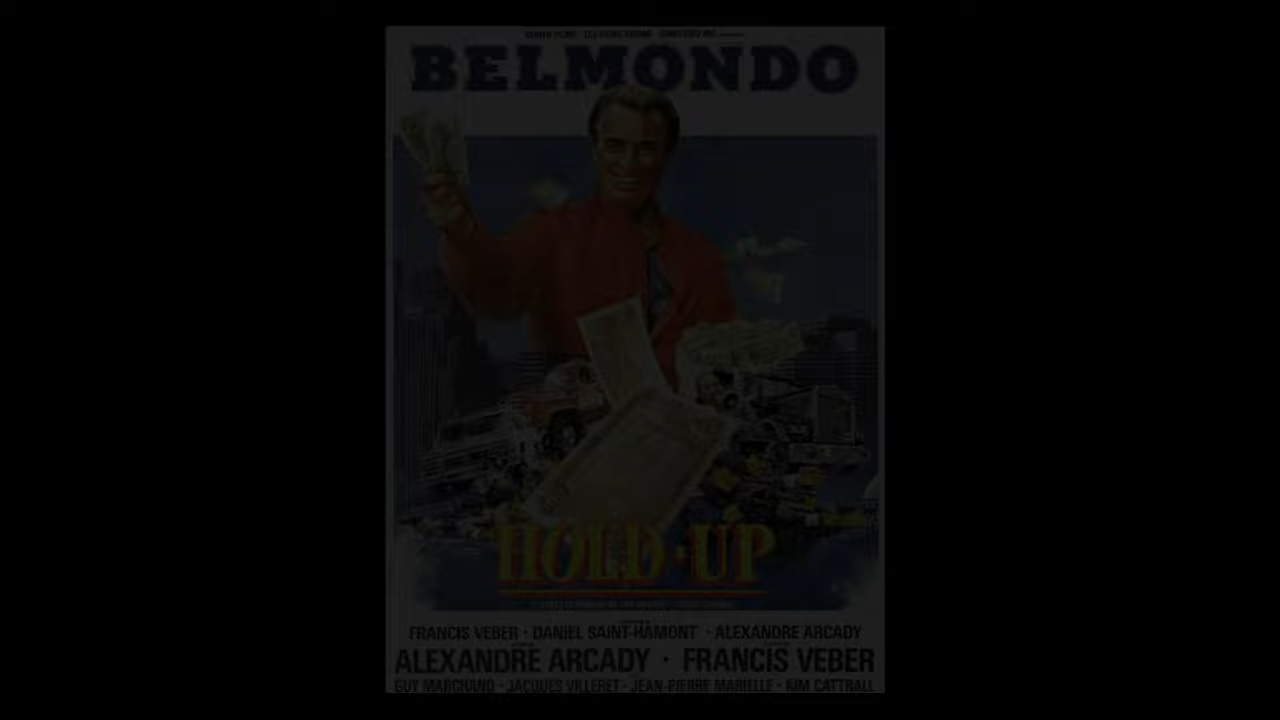 BELMONDO
HOLD-UP
FRANCIS VEBER · DANIEL SAINT-HAMONT · ALEXANDRE ARCADY
ALEXANDRE ARCADY · FRANCIS VEBER
GUY MARCHAND · JACQUES VILLERET · JEAN-PIERRE MARIELLE · KIM CATTRALL